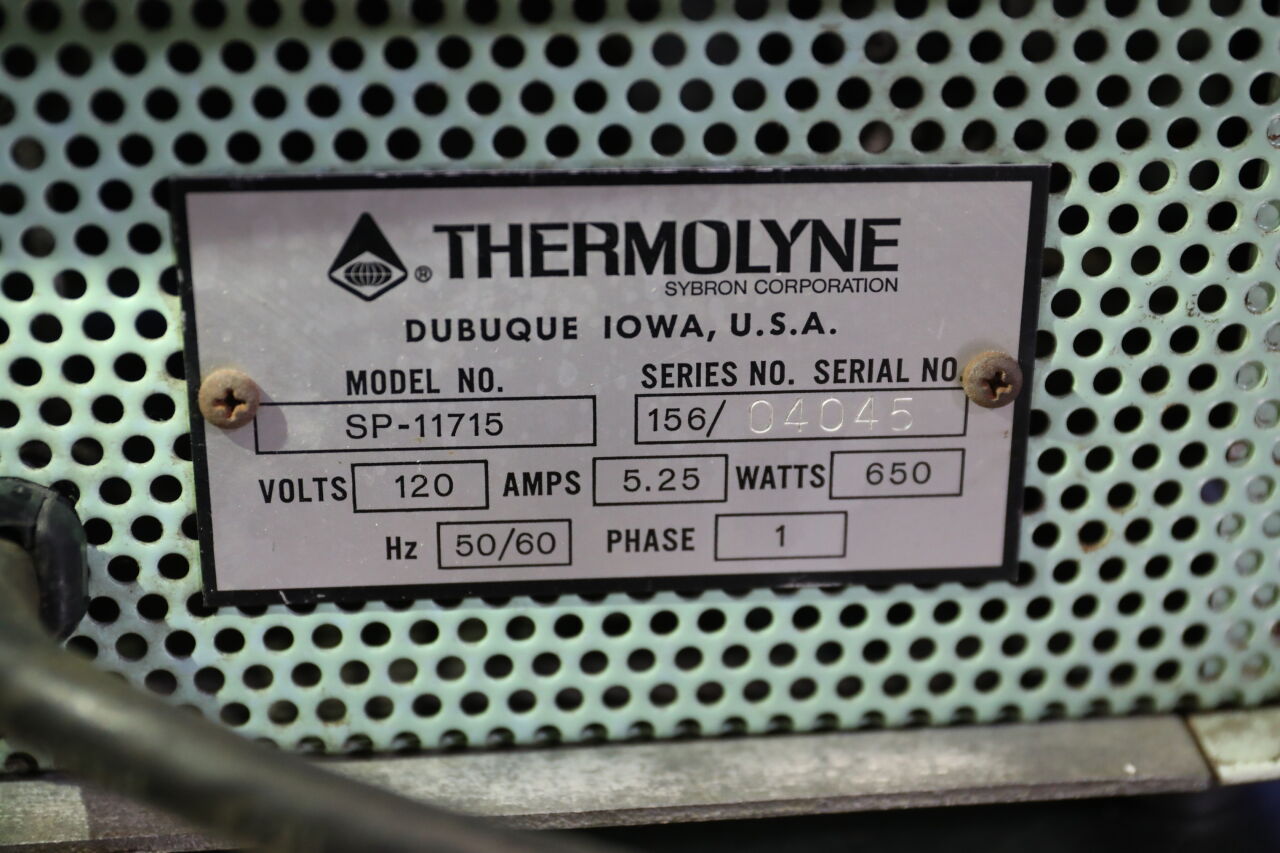 ® THERMOLYNE
SYBRON CORPORATION
DUBUQUE IOWA, U.S.A.
MODEL NO. SERIES NO. SERIAL NO
SP-11715 156/ 04045
VOLTS 120 AMPS 5.25 WATTS 650
Hz 50/60 PHASE 1